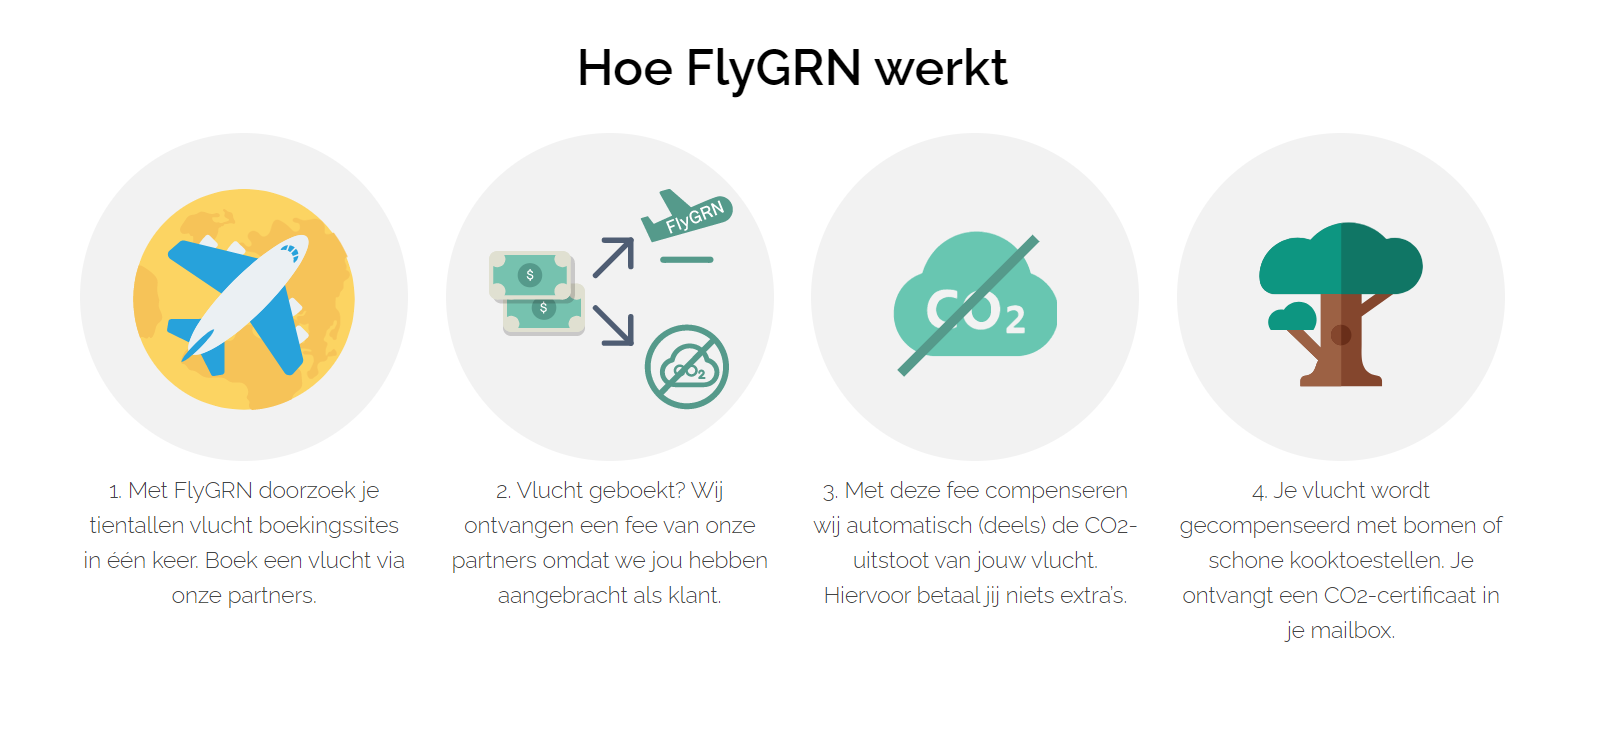 Hoe FlyGRN werkt
FlyGRN
$
$
CO2
CO2
1. Met FlyGRN doorzoek je
tientallen vlucht boekingssites
in één keer. Boek een vlucht via
onze partners.
2. Vlucht geboekt? Wij
ontvangen een fee van onze
partners omdat we jou hebben
aangebracht als klant.
3. Met deze fee compenseren
wij automatisch (deels) de CO2-
uitstoot van jouw vlucht.
Hiervoor betaal jij niets extra's.
4. Je vlucht wordt
gecompenseerd met bomen of
schone kooktoestellen. Je
ontvangt een CO2-certificaat in
je mailbox.